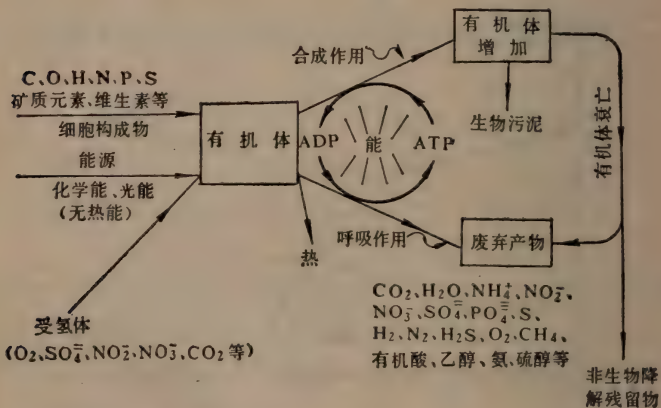 C、O、H、N、P、S
矿质元素、维生素等
细胞构成物
能源
化学能、光能
(无热能)
受氢体
(O₂、SO₄⁼、NO₂⁻、NO₃⁻、CO₂ 等)
有机体
合成作用
ADP
能
ATP
热
呼吸作用
有机体
增加
生物污泥
有机体衰亡
废弃产物
CO₂、H₂O、NH₄⁺、NO₂⁻、
NO₃⁻、SO₄⁼、PO₄⁼、S、
H₂、N₂、H₂S、O₂、CH₄、
有机酸、乙醇、氨、硫醇等
非生物降
解残留物